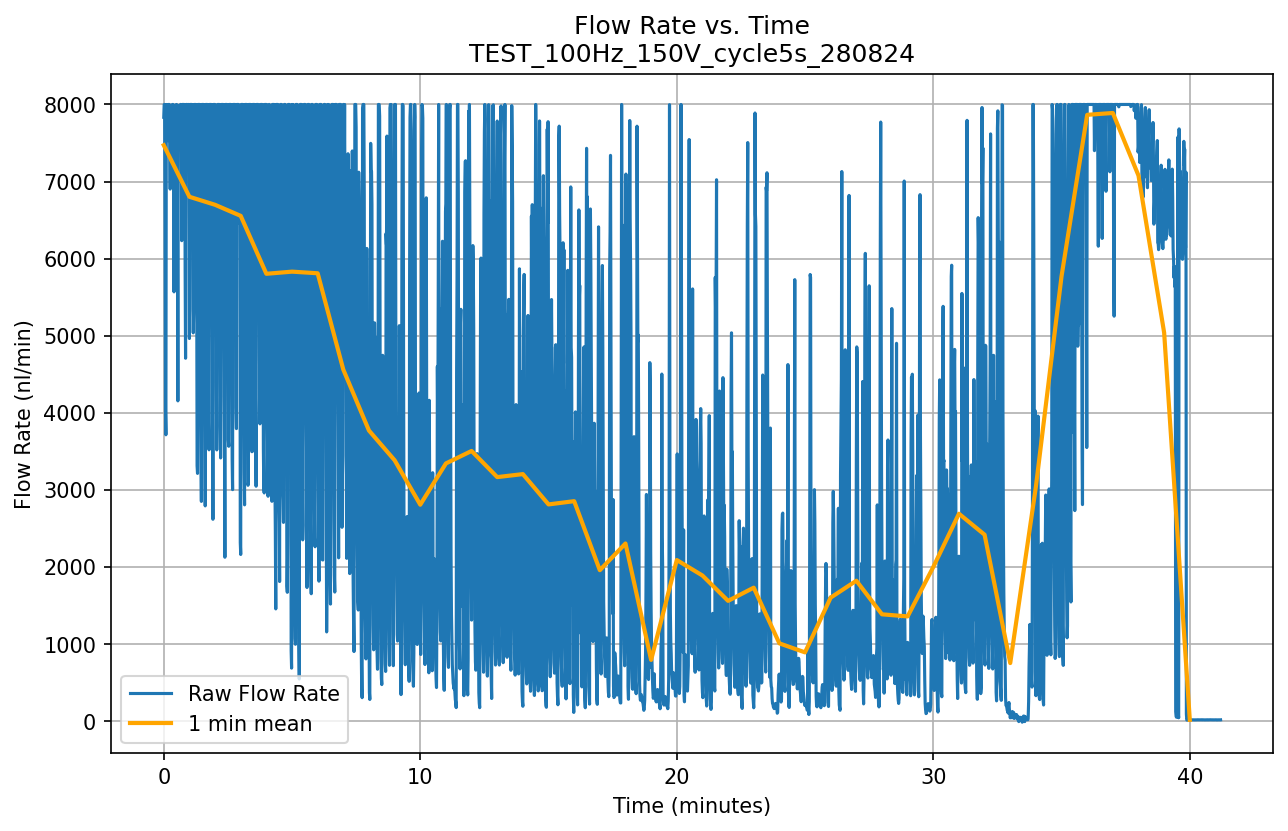 Flow Rate vs. Time
TEST_100Hz_150V_cycle5s_280824
Flow Rate (nl/min)
8000
7000
6000
5000
4000
3000
2000
1000
0
Raw Flow Rate
1 min mean
0 10 20 30 40
Time (minutes)